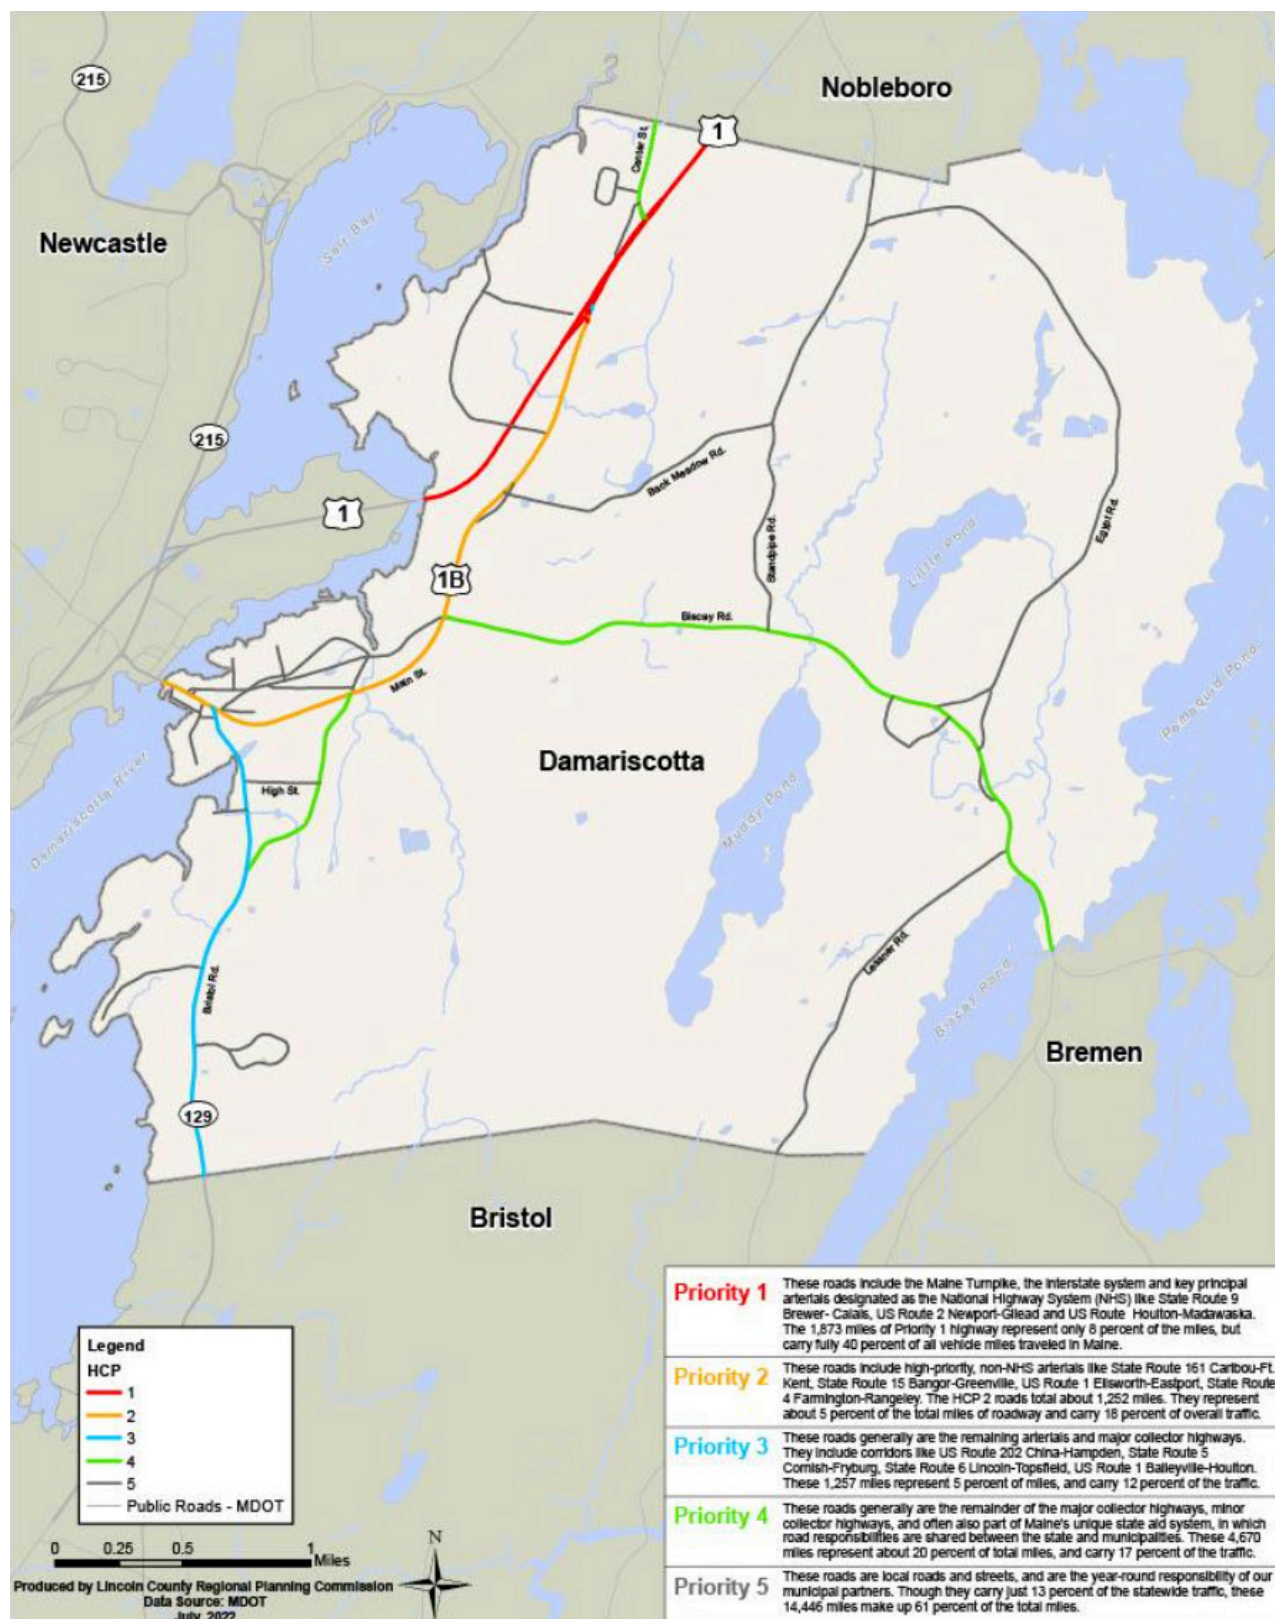 215
Nobleboro
1
Center St.
Newcastle
Salt Bay
215
1
Back Meadow Rd.
Standpipe Rd.
Egypt Rd.
Little Pond
1B
Biscay Rd.
Main St.
Pemaquid Pond
Damariscotta
High St.
Muddy Pond
Damariscotta River
Lessner Rd.
Bristol Rd.
Biscay Pond
Bremen
129
Bristol
Legend
HCP
1
2
3
4
5
Public Roads - MDOT
0 0.25 0.5 1
Miles
N
Produced by Lincoln County Regional Planning Commission
Data Source: MDOT
July, 2022
Priority 1
These roads include the Maine Turnpike, the interstate system and key principal
arterials designated as the National Highway System (NHS) like State Route 9
Brewer- Calais, US Route 2 Newport-Gilead and US Route Houlton-Madawaska.
The 1,873 miles of Priority 1 highway represent only 8 percent of the miles, but
carry fully 40 percent of all vehicle miles traveled in Maine.
Priority 2
These roads include high-priority, non-NHS arterials like State Route 161 Caribou-Ft.
Kent, State Route 15 Bangor-Greenville, US Route 1 Ellsworth-Eastport, State Route
4 Farmington-Rangeley. The HCP 2 roads total about 1,252 miles. They represent
about 5 percent of the total miles of roadway and carry 18 percent of overall traffic.
Priority 3
These roads generally are the remaining arterials and major collector highways.
They include corridors like US Route 202 China-Hampden, State Route 5
Cornish-Fryburg, State Route 6 Lincoln-Topsfield, US Route 1 Baileyville-Houlton.
These 1,257 miles represent 5 percent of miles, and carry 12 percent of the traffic.
Priority 4
These roads generally are the remainder of the major collector highways, minor
collector highways, and often also part of Maine's unique state aid system, in which
road responsibilities are shared between the state and municipalities. These 4,670
miles represent about 20 percent of total miles, and carry 17 percent of the traffic.
Priority 5
These roads are local roads and streets, and are the year-round responsibility of our
municipal partners. Though they carry just 13 percent of the statewide traffic, these
14,446 miles make up 61 percent of the total miles.